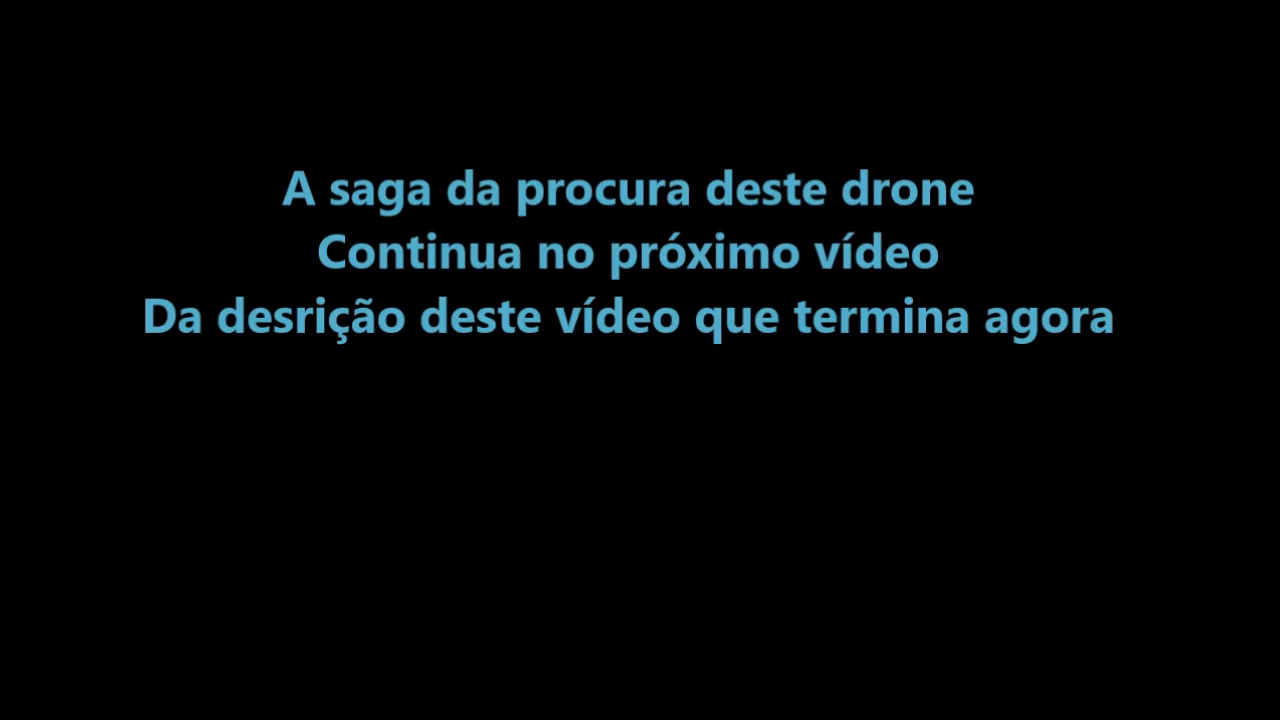 A saga da procura deste drone
Continua no próximo vídeo
Da desrição deste vídeo que termina agora